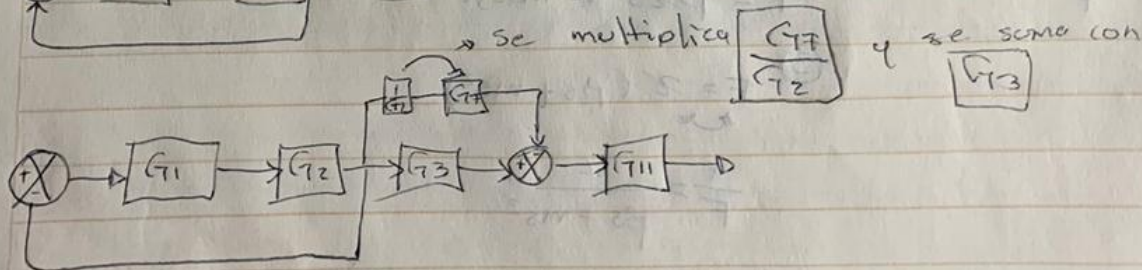 se multiplica G7/G2 y se suma con
G3
1/G2 G7
+ - G1 G2 G3 + G11